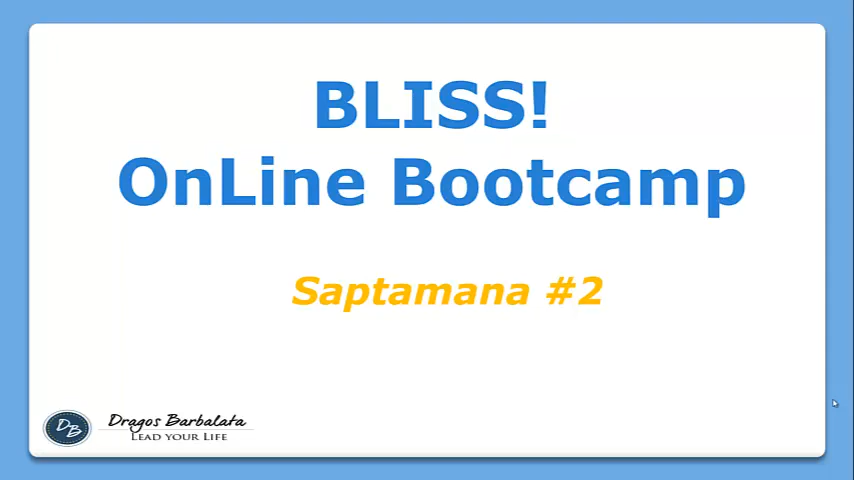 BLISS!
OnLine Bootcamp
Saptamana #2
DB
Dragos Barbalata
LEAD YOUR LIFE